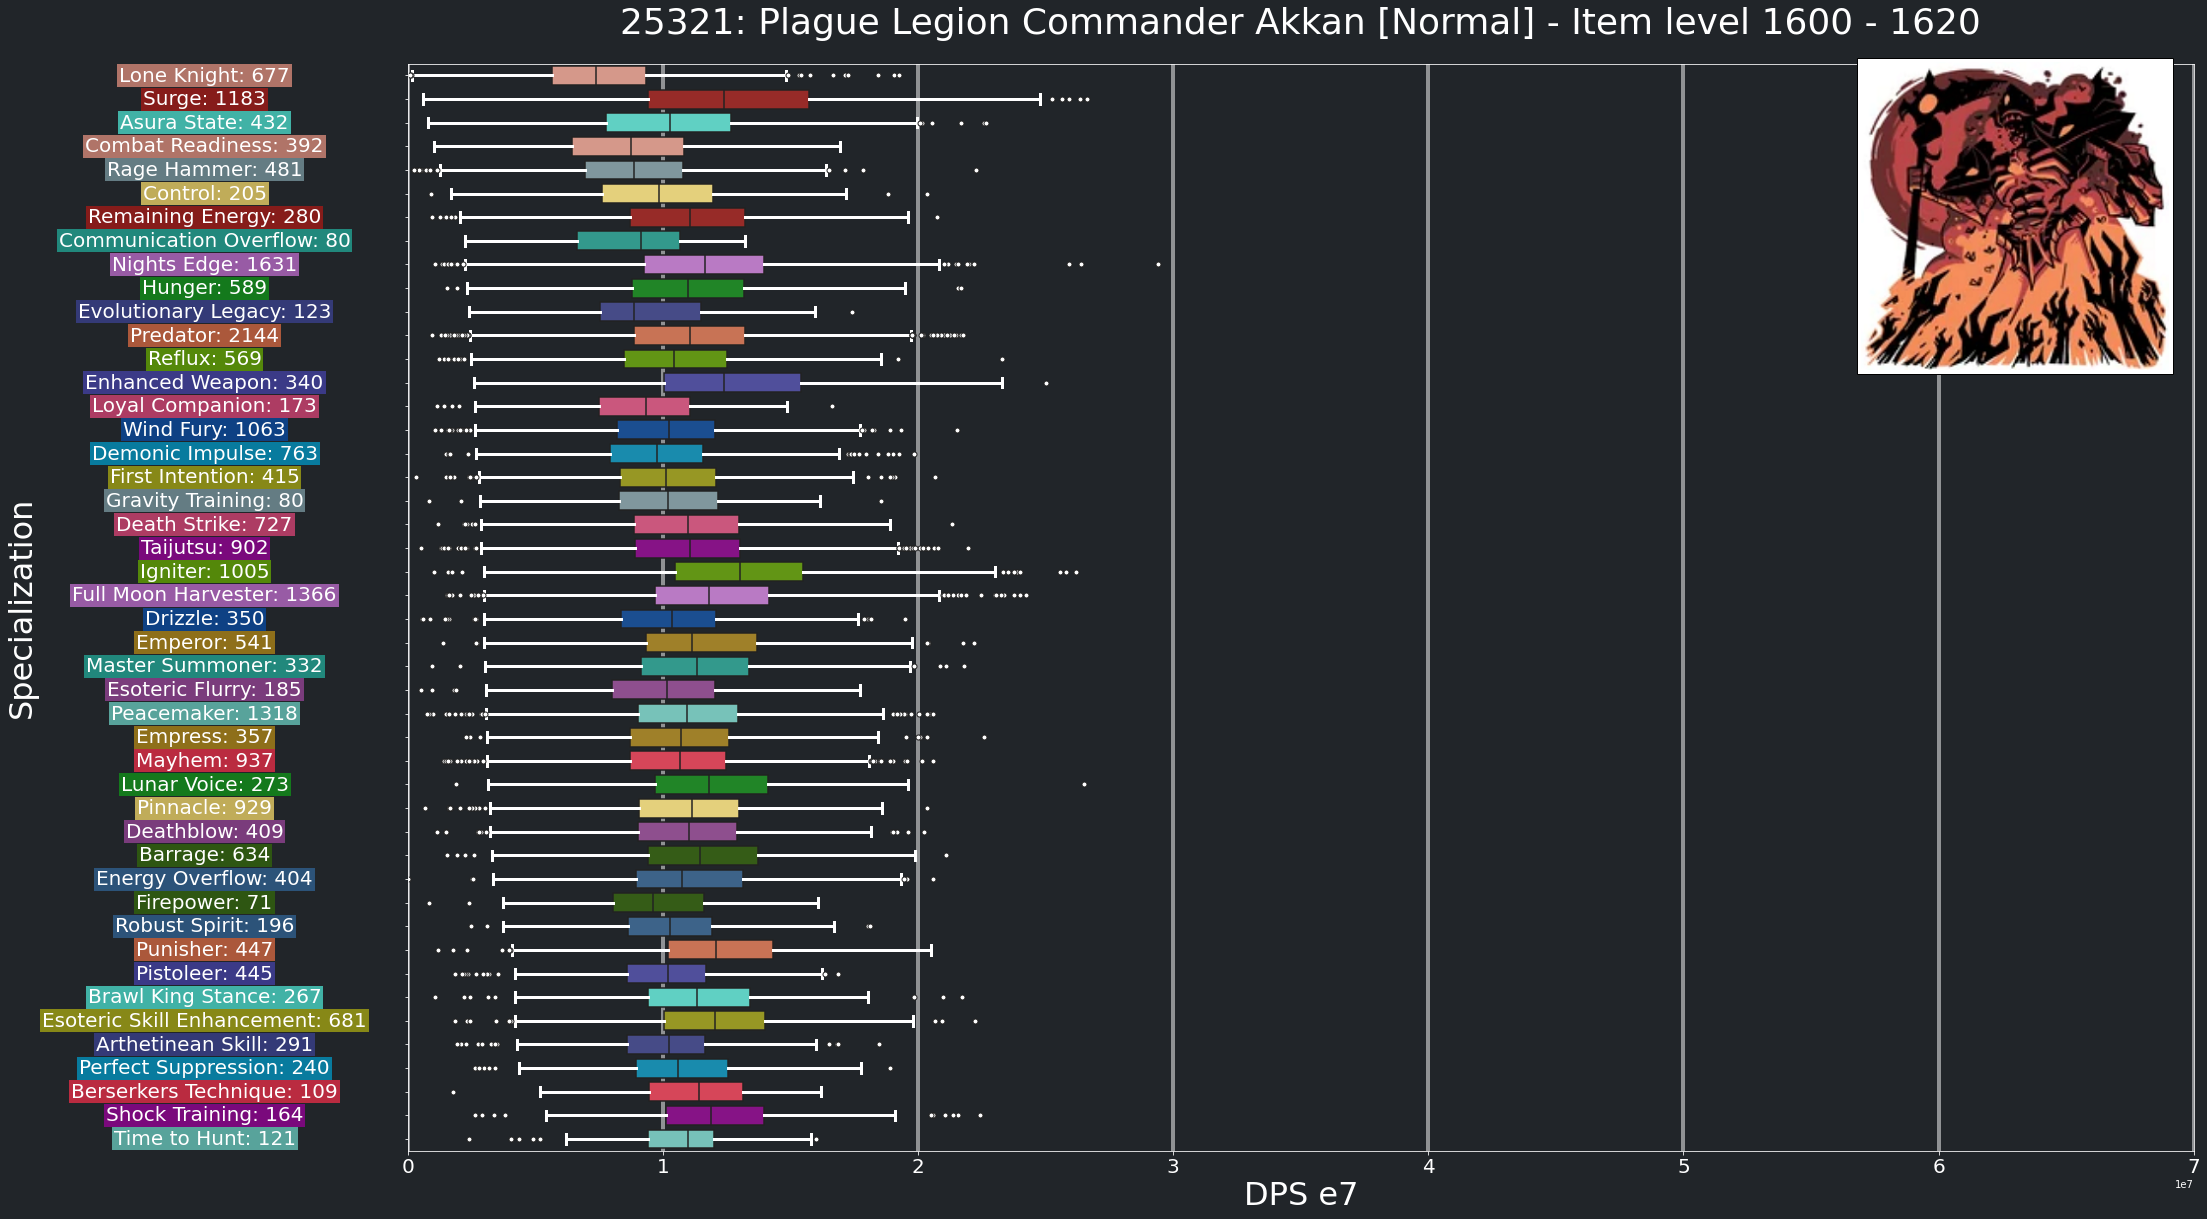 25321: Plague Legion Commander Akkan [Normal] - Item level 1600 - 1620
Specialization
Lone Knight: 677
Surge: 1183
Asura State: 432
Combat Readiness: 392
Rage Hammer: 481
Control: 205
Remaining Energy: 280
Communication Overflow: 80
Nights Edge: 1631
Hunger: 589
Evolutionary Legacy: 123
Predator: 2144
Reflux: 569
Enhanced Weapon: 340
Loyal Companion: 173
Wind Fury: 1063
Demonic Impulse: 763
First Intention: 415
Gravity Training: 80
Death Strike: 727
Taijutsu: 902
Igniter: 1005
Full Moon Harvester: 1366
Drizzle: 350
Emperor: 541
Master Summoner: 332
Esoteric Flurry: 185
Peacemaker: 1318
Empress: 357
Mayhem: 937
Lunar Voice: 273
Pinnacle: 929
Deathblow: 409
Barrage: 634
Energy Overflow: 404
Firepower: 71
Robust Spirit: 196
Punisher: 447
Pistoleer: 445
Brawl King Stance: 267
Esoteric Skill Enhancement: 681
Arthetinean Skill: 291
Perfect Suppression: 240
Berserkers Technique: 109
Shock Training: 164
Time to Hunt: 121
0 1 2 3 4 5 6 7
1e7
DPS e7